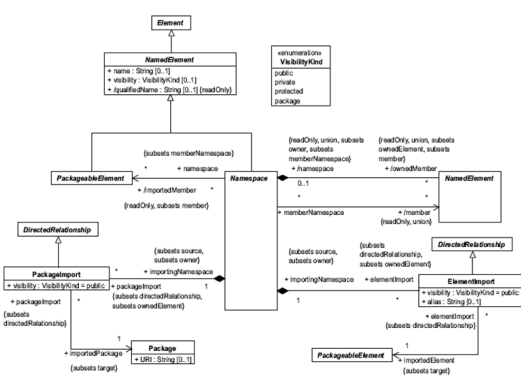 Element
NamedElement
+ name : String [0..1]
+ visibility : VisibilityKind [0..1]
+ /qualifiedName : String [0..1] {readOnly}
«enumeration»
VisibilityKind
public
private
protected
package
{subsets memberNamespace}
* + namespace
PackageableElement
+ /importedMember *
{readOnly, subsets member}
Namespace
{readOnly, union, subsets
owner, subsets
memberNamespace}
+ /namespace
0..1
{readOnly, union, subsets
ownedElement, subsets
member}
+ /ownedMember
*
NamedElement
* *
+ memberNamespace
+ /member
{readOnly, union}
DirectedRelationship
PackageImport
+ visibility : VisibilityKind = public
{subsets source,
subsets owner}
* + importingNamespace
+ packageImport 1
{subsets directedRelationship,
subsets ownedElement}
+ packageImport
{subsets
directedRelationship}
*
1
+ importedPackage
{subsets target}
Package
+ URI : String [0..1]
{subsets source,
subsets owner}
+ importingNamespace
1
{subsets
directedRelationship,
subsets ownedElement}
+ elementImport
*
DirectedRelationship
ElementImport
+ visibility : VisibilityKind = public
+ alias : String [0..1]
+ elementImport *
{subsets directedRelationship}
PackageableElement
1
+ importedElement
{subsets target}